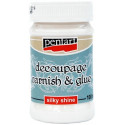 pentart
decoupage
varnish & glue
silky shine